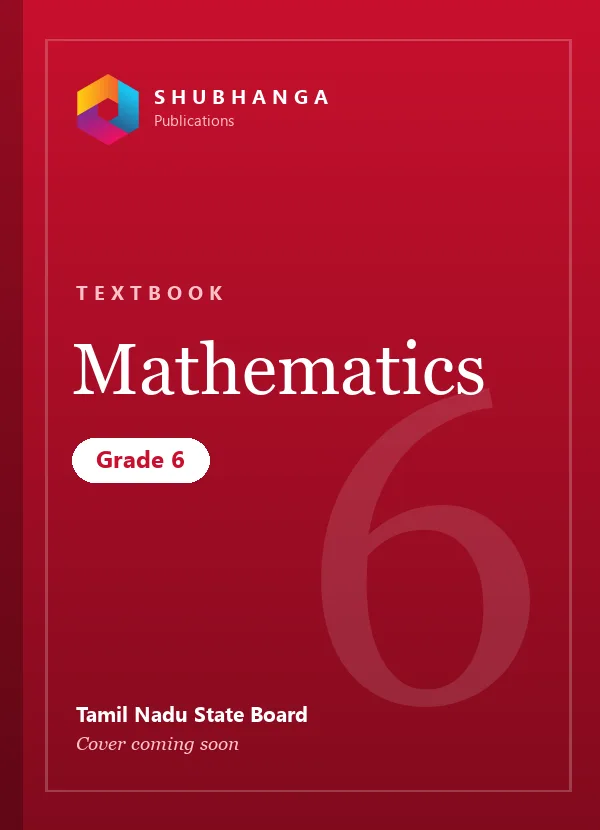 SHUBHANGA
Publications
TEXTBOOK
Mathematics
Grade 6
6
Tamil Nadu State Board
Cover coming soon